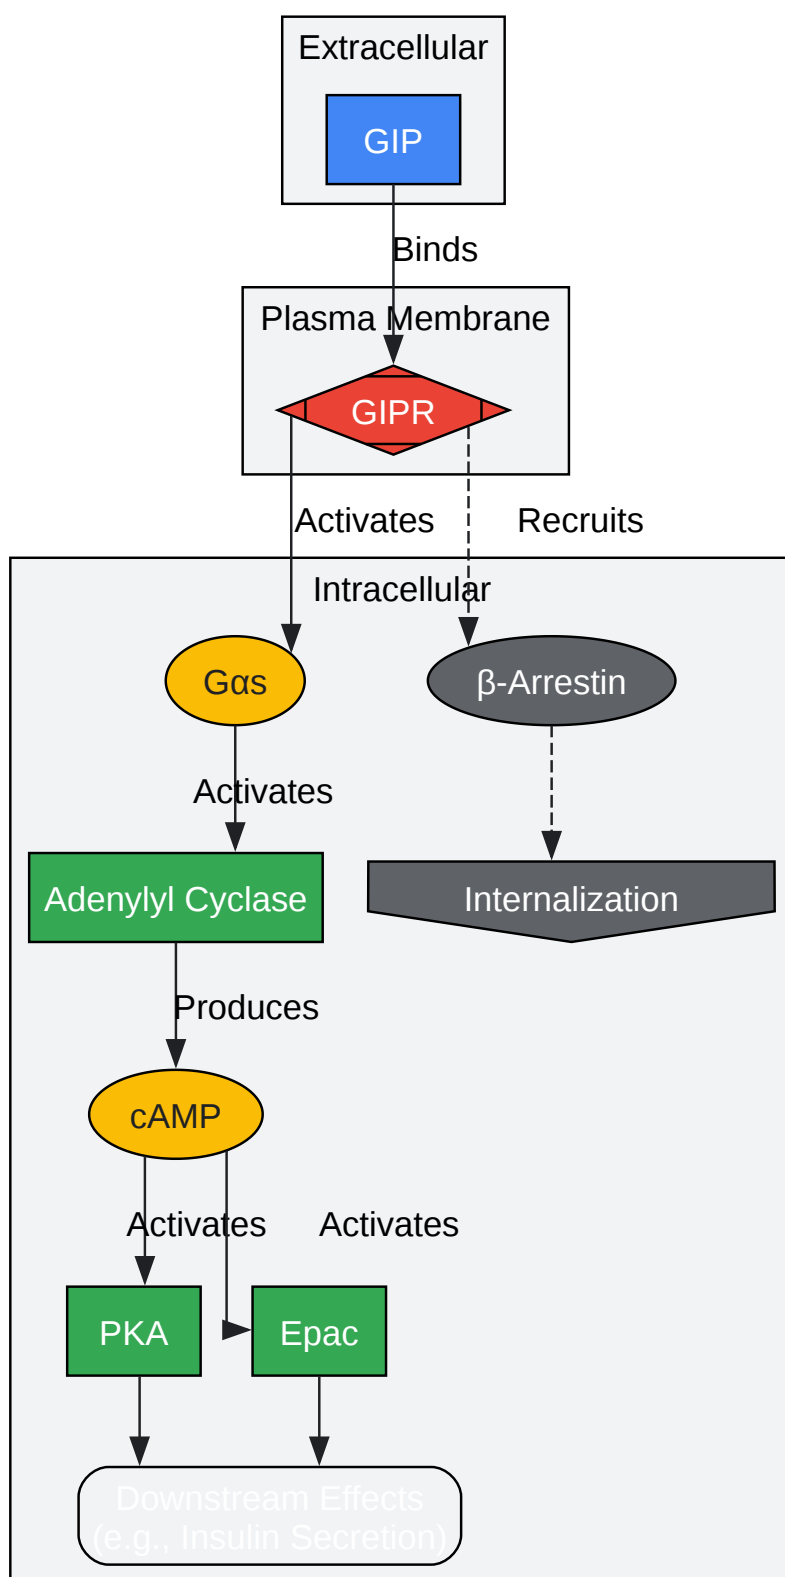 Extracellular
GIP
Binds
Plasma Membrane
GIPR
Activates
Recruits
Intracellular
Gαs
β-Arrestin
Activates
Adenylyl Cyclase
Internalization
Produces
cAMP
Activates
Activates
PKA
Epac
Downstream Effects
(e.g., Insulin Secretion)